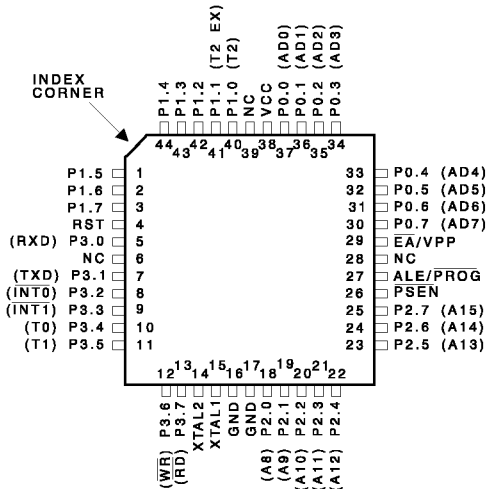 INDEX
CORNER
P1.4
P1.3
P1.2
P1.1 (T2 EX)
P1.0 (T2)
NC
VCC
P0.0 (AD0)
P0.1 (AD1)
P0.2 (AD2)
P0.3 (AD3)
44 43 42 41 40 39 38 37 36 35 34
P1.5 1
P1.6 2
P1.7 3
RST 4
(RXD) P3.0 5
NC 6
(TXD) P3.1 7
(I̅N̅T̅0̅) P3.2 8
(I̅N̅T̅1̅) P3.3 9
(T0) P3.4 10
(T1) P3.5 11
33 P0.4 (AD4)
32 P0.5 (AD5)
31 P0.6 (AD6)
30 P0.7 (AD7)
29 E̅A̅/VPP
28 NC
27 ALE/P̅R̅O̅G̅
26 P̅S̅E̅N̅
25 P2.7 (A15)
24 P2.6 (A14)
23 P2.5 (A13)
12 13 14 15 16 17 18 19 20 21 22
(W̅R̅) P3.6
(R̅D̅) P3.7
XTAL2
XTAL1
GND
GND
(A8) P2.0
(A9) P2.1
(A10) P2.2
(A11) P2.3
(A12) P2.4